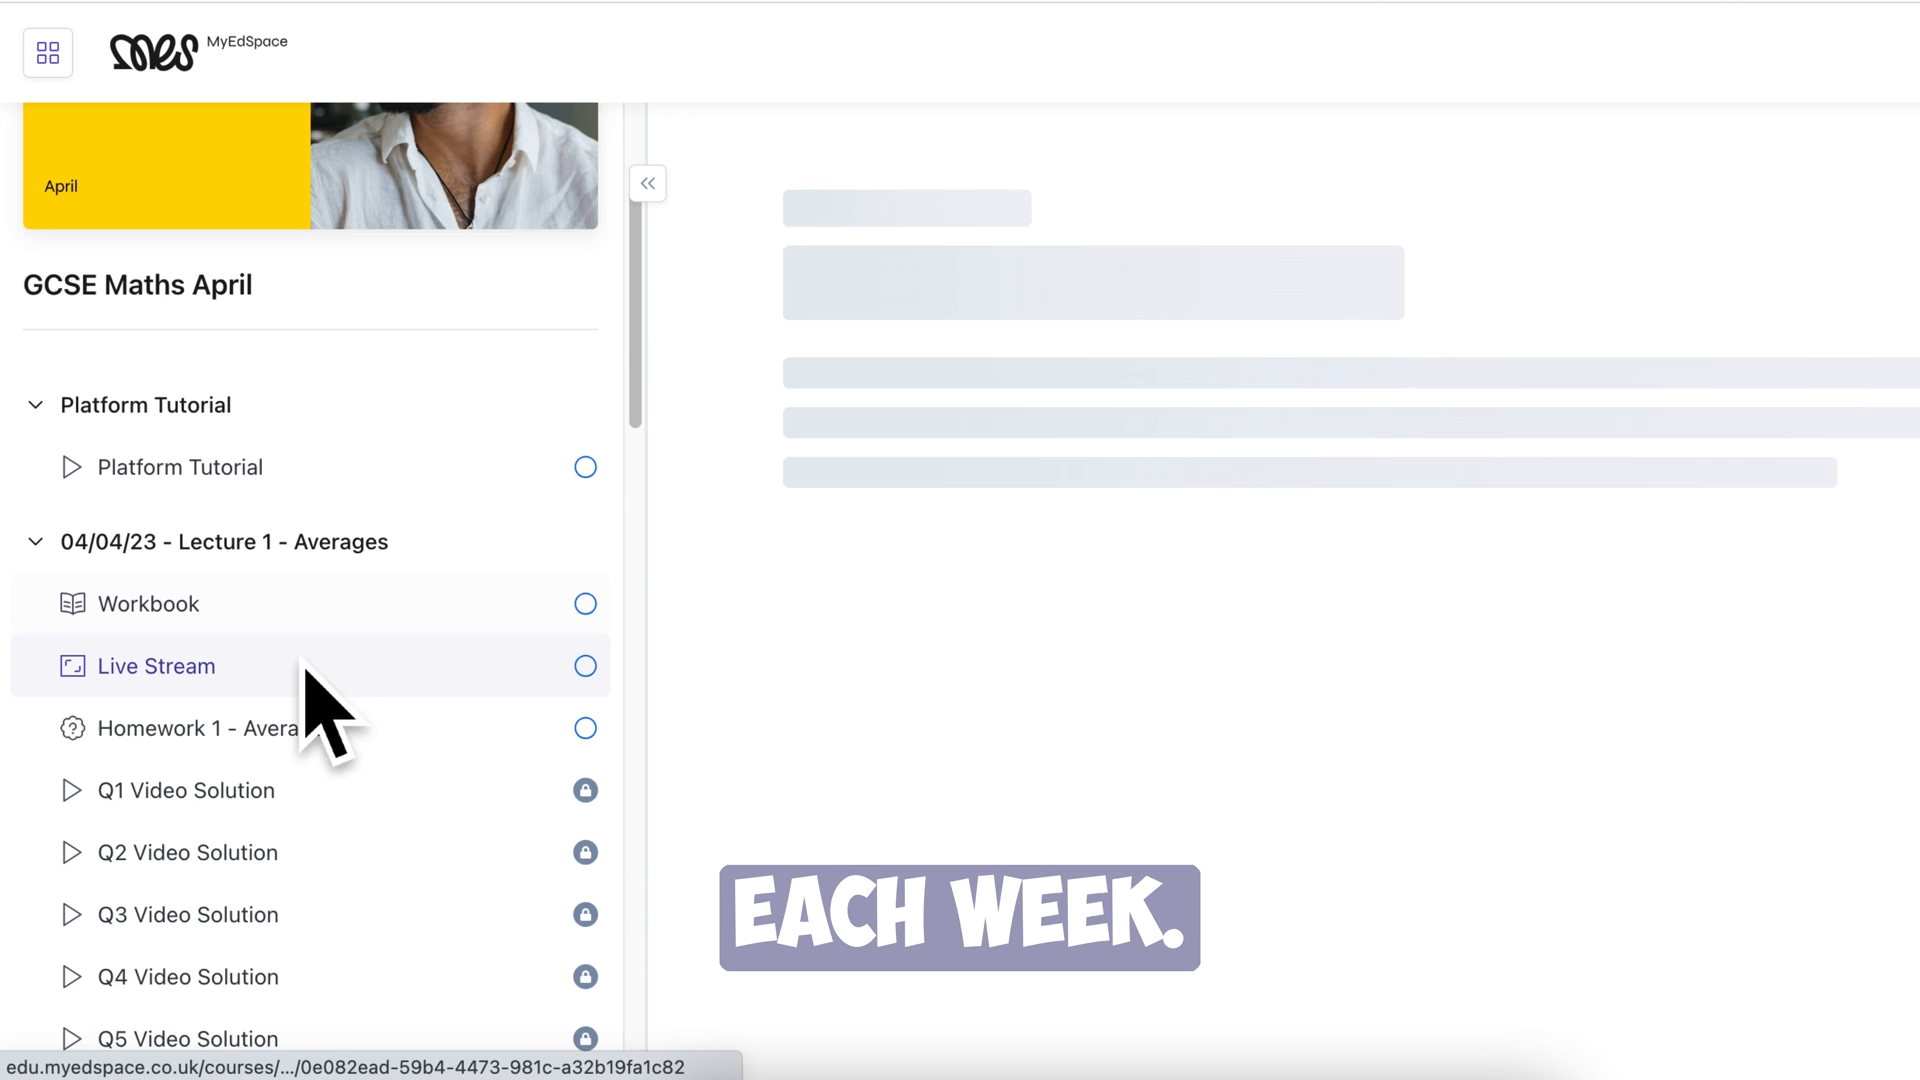 mes MyEdSpace
April
GCSE Maths April
Platform Tutorial
Platform Tutorial
04/04/23 - Lecture 1 - Averages
Workbook
Live Stream
Homework 1 - Avera
Q1 Video Solution
Q2 Video Solution
Q3 Video Solution
Q4 Video Solution
Q5 Video Solution
EACH WEEK.
edu.myedspace.co.uk/courses/.../0e082ead-59b4-4473-981c-a32b19fa1c82